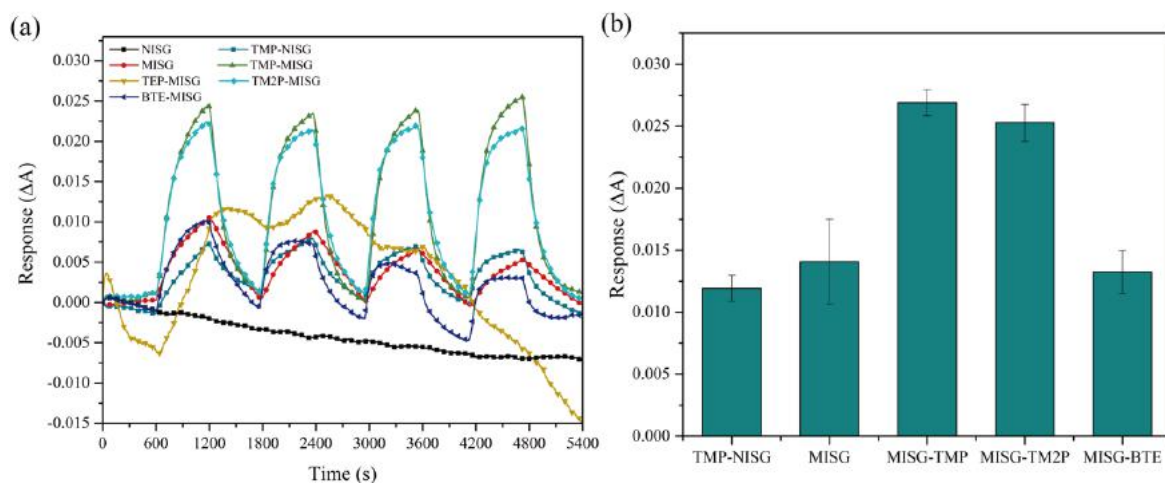 (a)
NISG TMP-NISG
MISG TMP-MISG
TEP-MISG TM2P-MISG
BTE-MISG
Response (ΔA)
0.030
0.025
0.020
0.015
0.010
0.005
0.000
-0.005
-0.010
-0.015
0 600 1200 1800 2400 3000 3600 4200 4800 5400
Time (s)
(b)
Response (ΔA)
0.030
0.025
0.020
0.015
0.010
0.005
0.000
TMP-NISG MISG MISG-TMP MISG-TM2P MISG-BTE